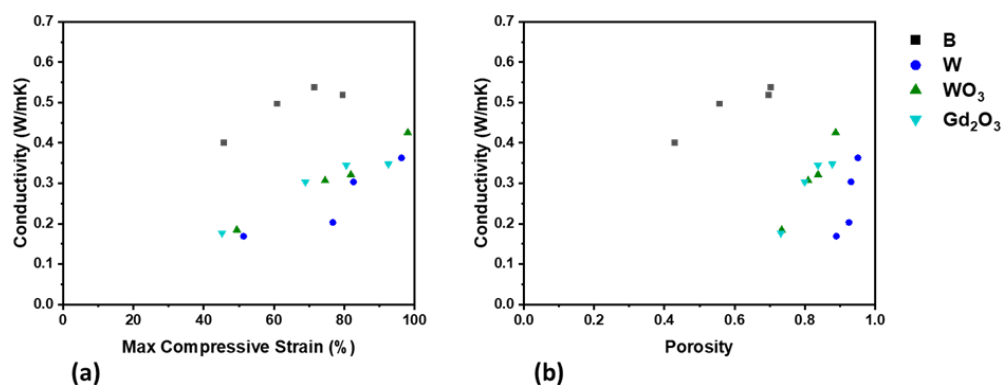 0.7
0.6
0.5
0.4
0.3
0.2
0.1
0.0
Conductivity (W/mK)
0 20 40 60 80 100
Max Compressive Strain (%)
(a)
0.7
0.6
0.5
0.4
0.3
0.2
0.1
0.0
Conductivity (W/mK)
0.0 0.2 0.4 0.6 0.8 1.0
Porosity
(b)
B
W
WO₃
Gd₂O₃